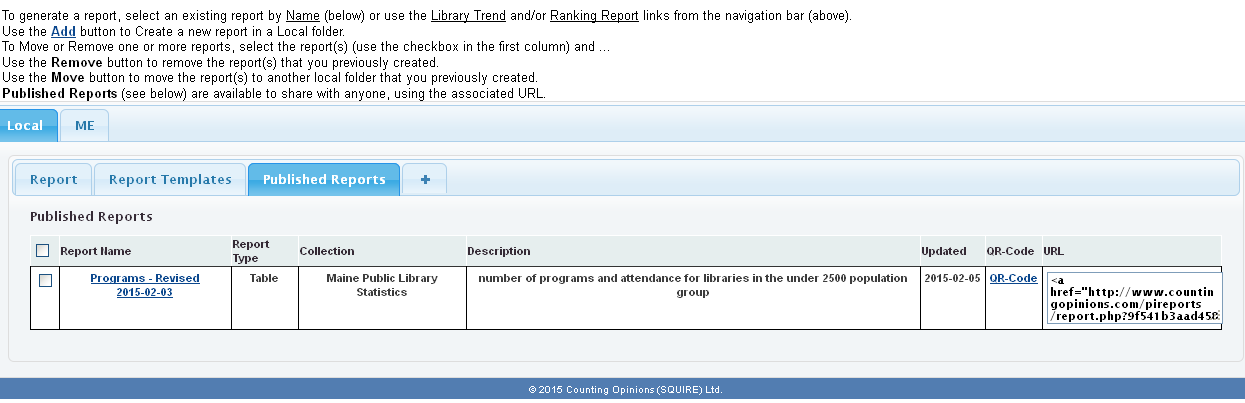 To generate a report, select an existing report by Name (below) or use the Library Trend and/or Ranking Report links from the navigation bar (above).
Use the Add button to Create a new report in a Local folder.
To Move or Remove one or more reports, select the report(s) (use the checkbox in the first column) and ...
Use the Remove button to remove the report(s) that you previously created.
Use the Move button to move the report(s) to another local folder that you previously created.
Published Reports (see below) are available to share with anyone, using the associated URL.
Local ME
Report Report Templates Published Reports +
Published Reports
Report Name Report Type Collection Description Updated QR-Code URL
Programs - Revised 2015-02-03 Table Maine Public Library Statistics number of programs and attendance for libraries in the under 2500 population group 2015-02-05 QR-Code
<a
href="http://www.countin
gopinions.com/pireports
/report.php?9f541b3aad458
© 2015 Counting Opinions (SQUIRE) Ltd.